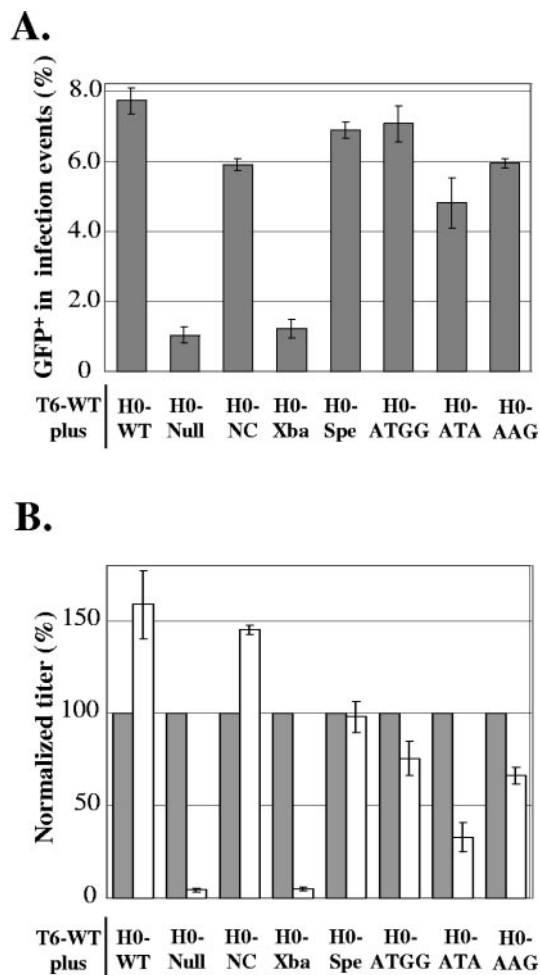 A.
GFP+ in infection events (%)
8.0
6.0
4.0
2.0
0
T6-WT plus
H0-WT
H0-Null
H0-NC
H0-Xba
H0-Spe
H0-ATGG
H0-ATA
H0-AAG
B.
Normalized titer (%)
150
100
50
0
T6-WT plus
H0-WT
H0-Null
H0-NC
H0-Xba
H0-Spe
H0-ATGG
H0-ATA
H0-AAG